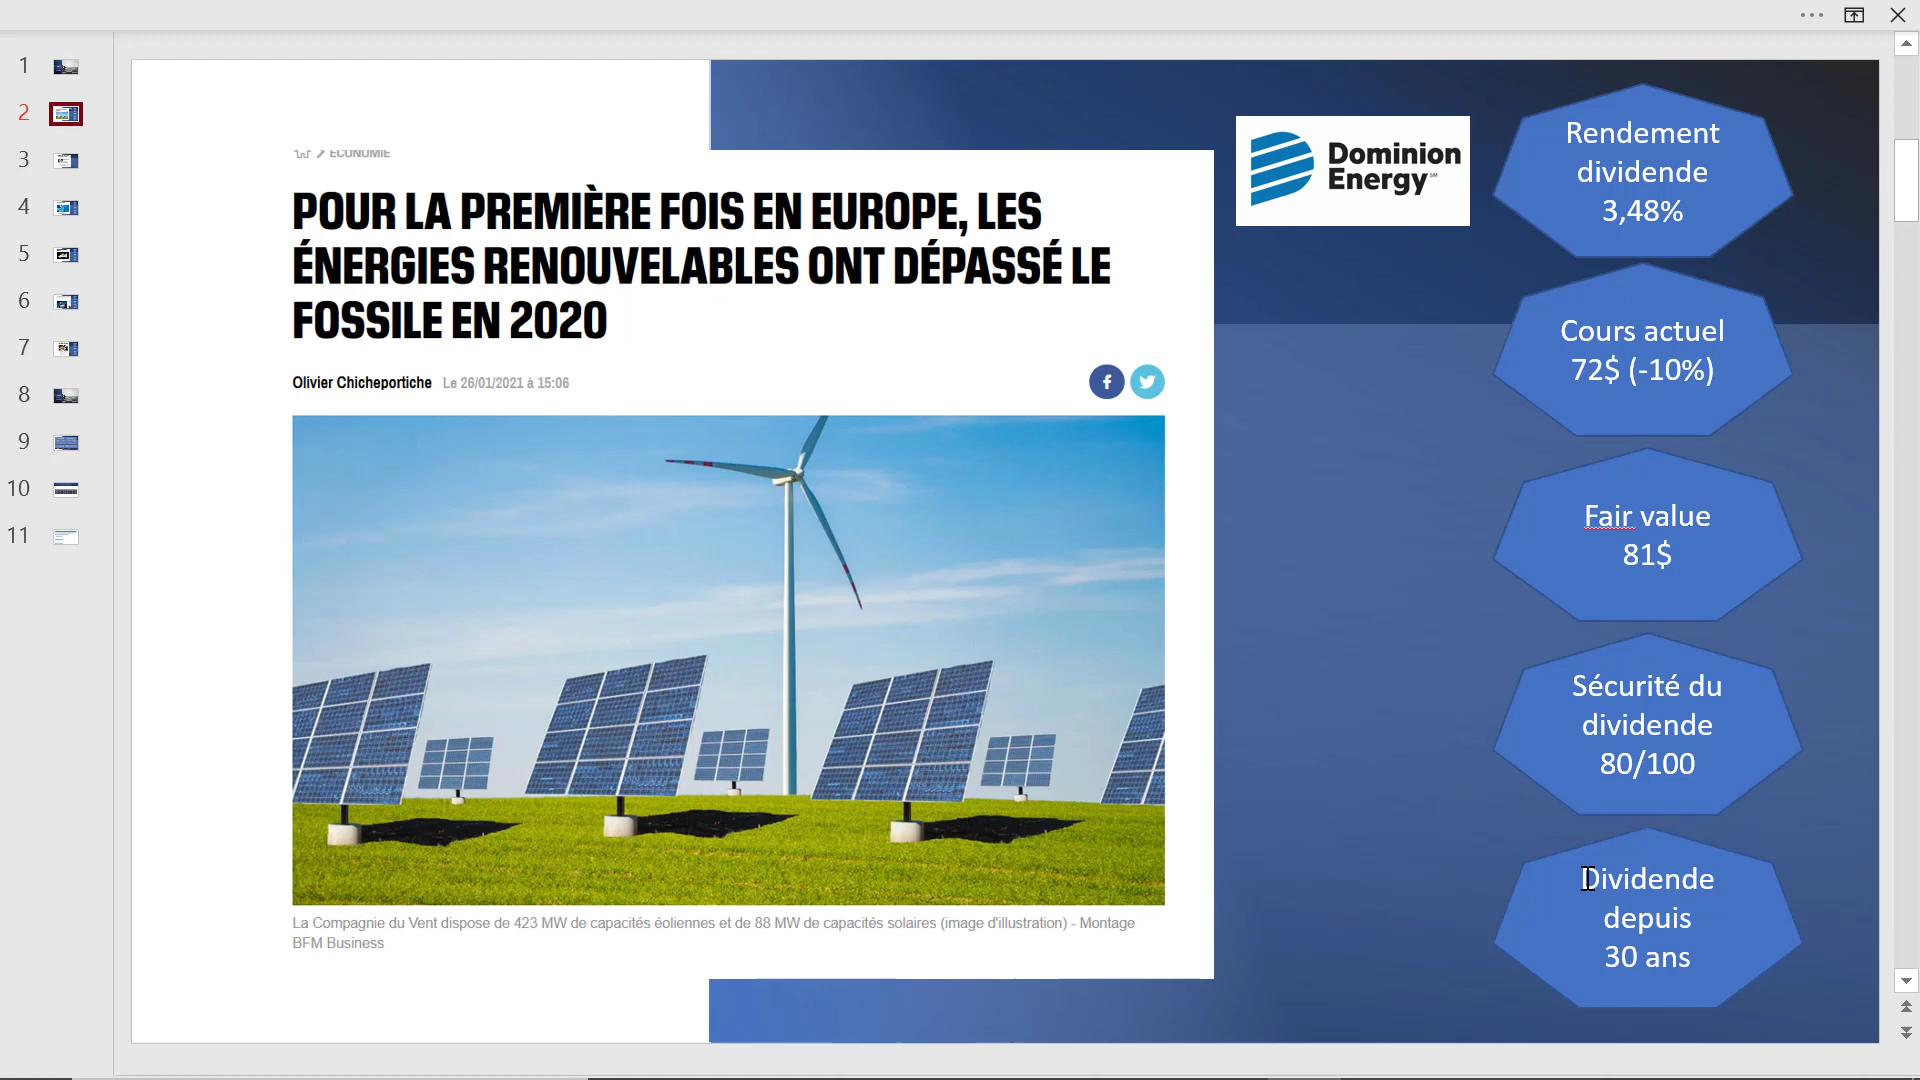 1
2
3
4
5
6
7
8
9
10
11
ECONOMIE
POUR LA PREMIÈRE FOIS EN EUROPE, LES
ÉNERGIES RENOUVELABLES ONT DÉPASSÉ LE
FOSSILE EN 2020
Olivier Chicheportiche Le 26/01/2021 à 15:06
La Compagnie du Vent dispose de 423 MW de capacités éoliennes et de 88 MW de capacités solaires (image d'illustration) - Montage
BFM Business
Dominion
Energy℠
Rendement
dividende
3,48%
Cours actuel
72$ (-10%)
Fair value
81$
Sécurité du
dividende
80/100
Dividende
depuis
30 ans